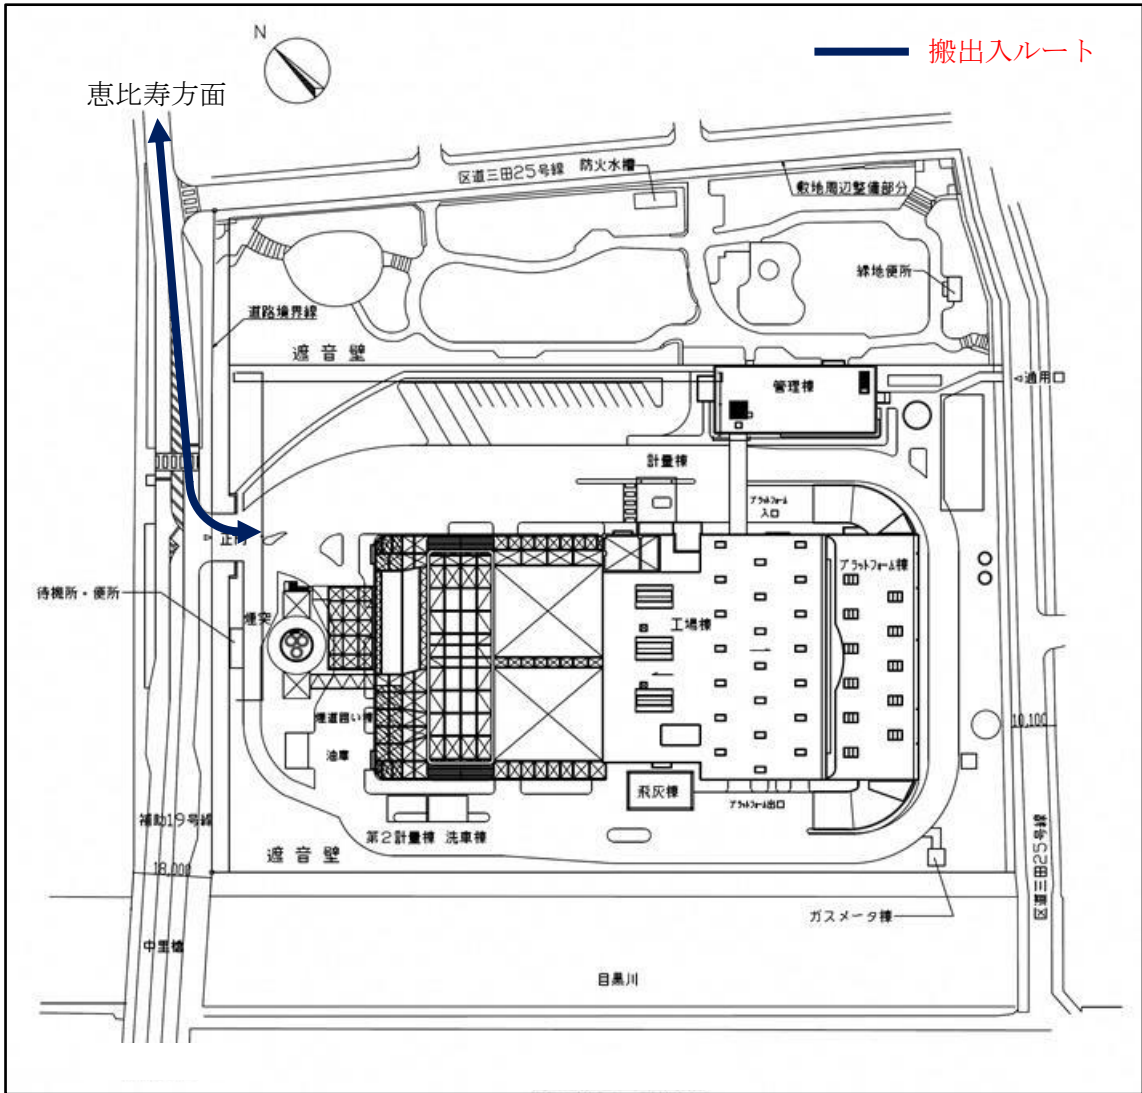 N
搬出入ルート
恵比寿方面
区道三田25号線
防火水槽
敷地周辺整備部分
緑地便所
道路境界線
遮音壁
管理棟
通用口
計量棟
プラットフォーム
入口
正門
プラットフォーム棟
待機所・便所
煙突
工場棟
煙道囲い棟
油庫
10,100
飛灰棟
プラットフォーム出口
補助19号線
第2計量棟
洗車棟
遮音壁
18,000
区道三田25号線
ガスメータ棟
中里橋
目黒川